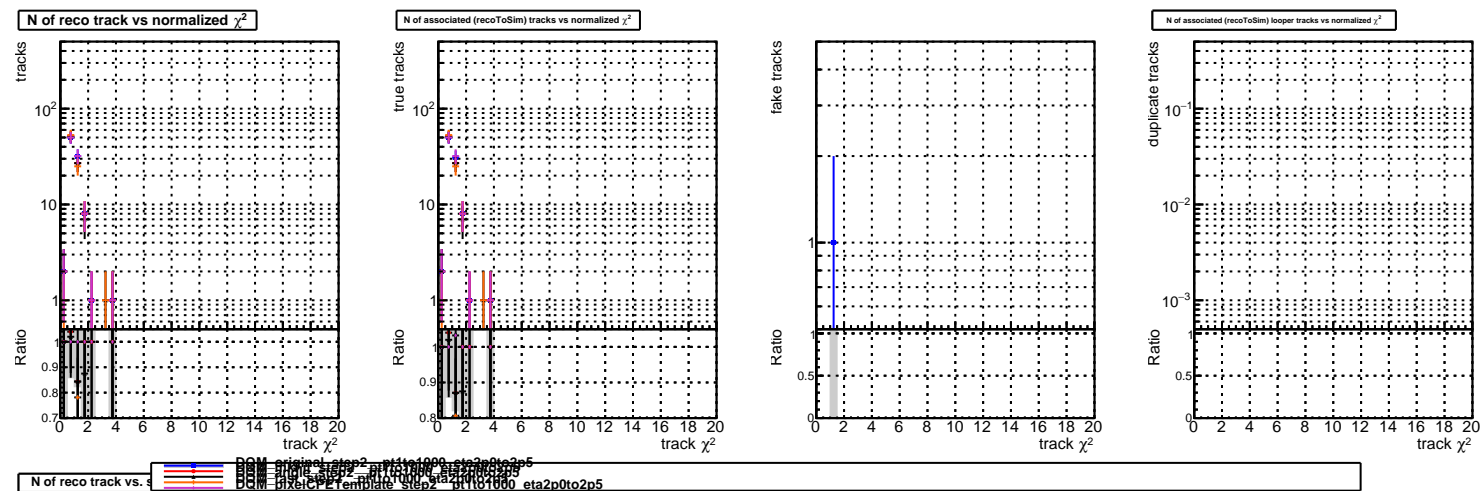 N of reco track vs normalized χ²
N of associated (recoToSim) tracks vs normalized χ²
N of associated (recoToSim) looper tracks vs normalized χ²
tracks
10²
10
1
Ratio
1
0.9
0.8
0.7
0 2 4 6 8 10 12 14 16 18 20
track χ²
true tracks
10²
10
1
Ratio
1
0.9
0.8
0 2 4 6 8 10 12 14 16 18 20
track χ²
fake tracks
1
Ratio
1
0.5
0
0 2 4 6 8 10 12 14 16 18 20
track χ²
duplicate tracks
10⁻¹
10⁻²
10⁻³
Ratio
1
0.5
0
0 2 4 6 8 10 12 14 16 18 20
track χ²
DQM_original_step2__pt1to1000_eta2p0to2p5
DQM_angle_step2__pt1to1000_eta2p0to2p5
DQM_fast_step2__pt1to1000_eta2p0to2p5
DQM_pixelCPETemplate_step2__pt1to1000_eta2p0to2p5
N of reco track vs.